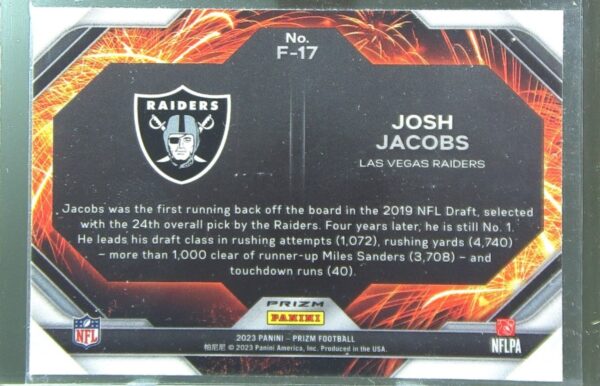 No.
F-17
RAIDERS
JOSH
JACOBS
LAS VEGAS RAIDERS
Jacobs was the first running back off the board in the 2019 NFL Draft, selected
with the 24th overall pick by the Raiders. Four years later, he is still No. 1.
He leads his draft class in rushing attempts (1,072), rushing yards (4,740)
– more than 1,000 clear of runner-up Miles Sanders (3,708) – and
touchdown runs (40).
PRIZM
PANINI
NFL
NFLPA
2023 PANINI – PRIZM FOOTBALL
帕尼尼 © 2023 Panini America, Inc. Produced in the USA.